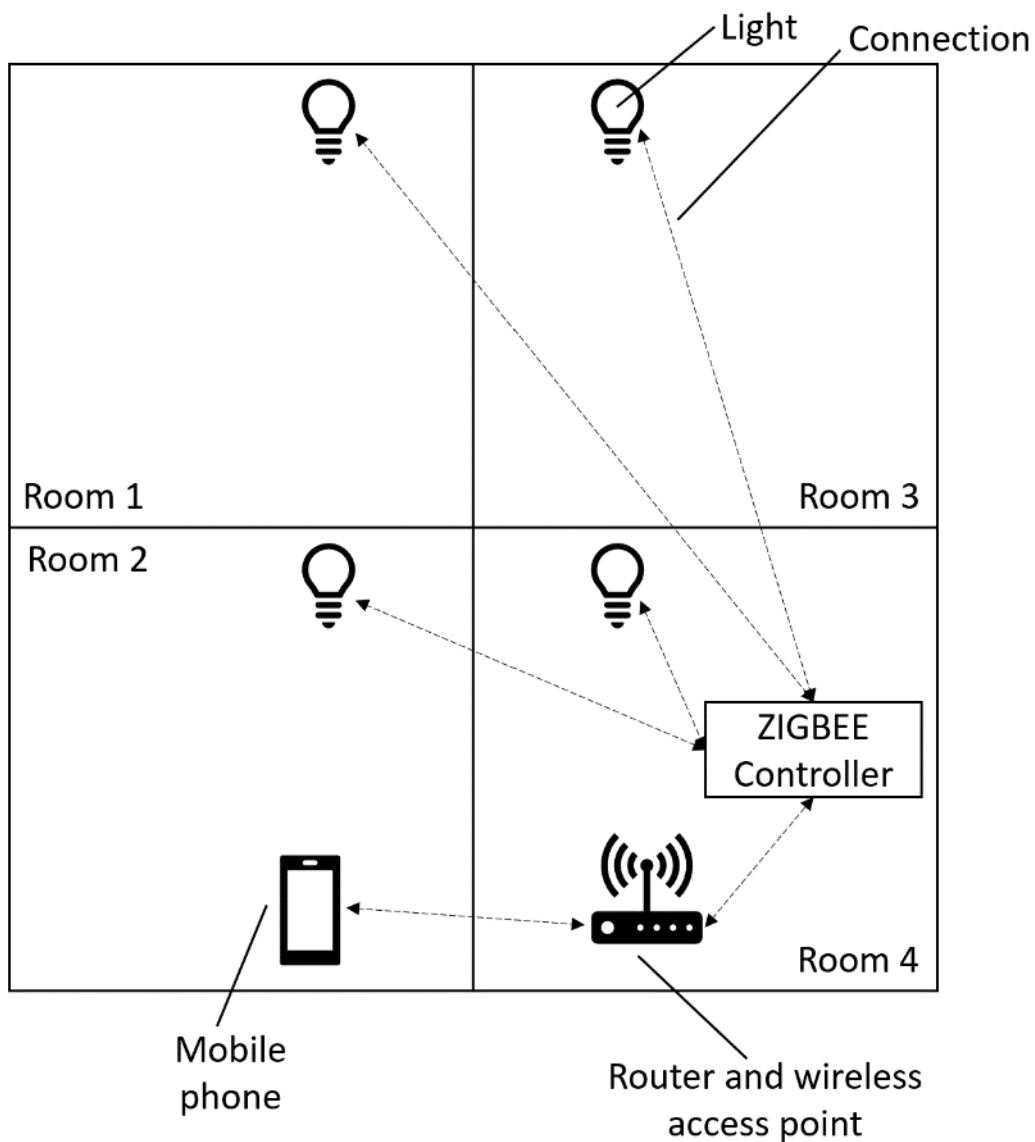 Light
Connection
Room 1
Room 3
Room 2
ZIGBEE
Controller
Room 4
Mobile
phone
Router and wireless
access point